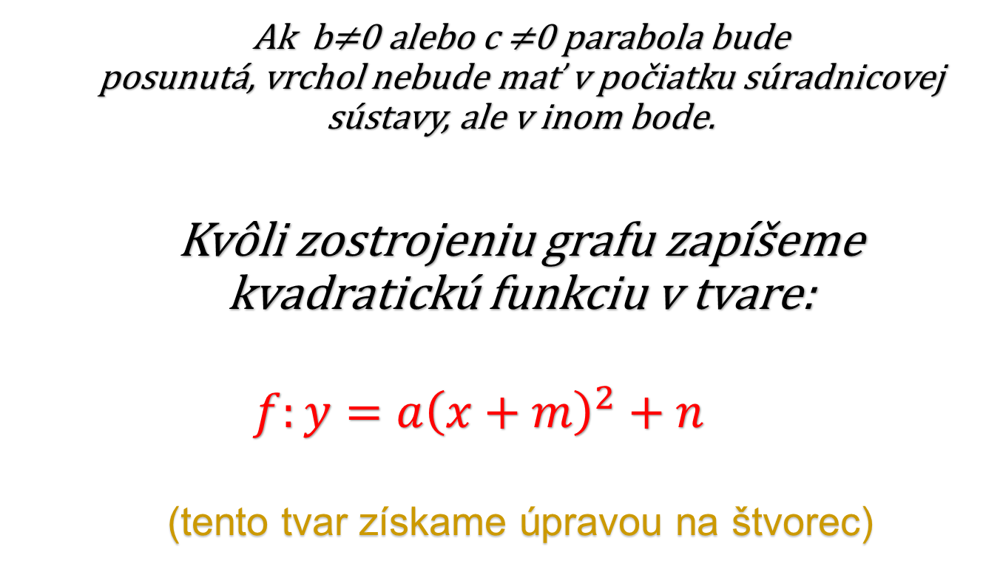 Ak b≠0 alebo c ≠0 parabola bude
posunutá, vrchol nebude mať v počiatku súradnicovej
sústavy, ale v inom bode.
Kvôli zostrojeniu grafu zapíšeme
kvadratickú funkciu v tvare:
f: y = a(x + m)² + n
(tento tvar získame úpravou na štvorec)